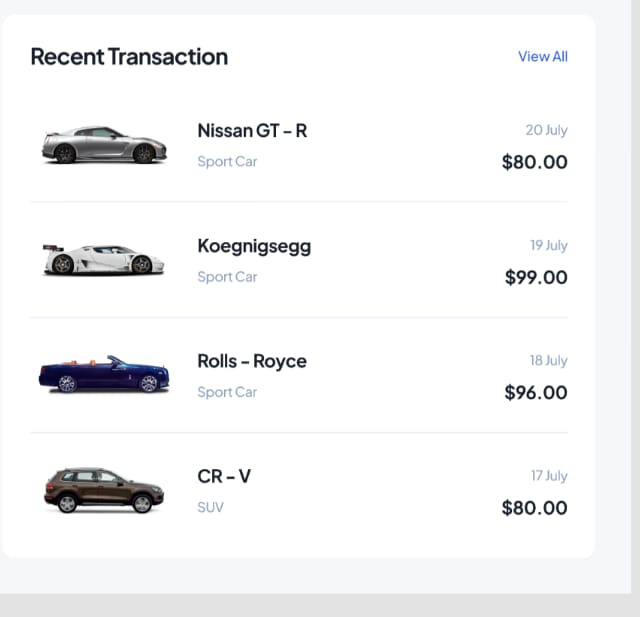 Recent Transaction
View All
Nissan GT – R
20 July
Sport Car
$80.00
Koegnigsegg
19 July
Sport Car
$99.00
Rolls – Royce
18 July
Sport Car
$96.00
CR – V
17 July
SUV
$80.00